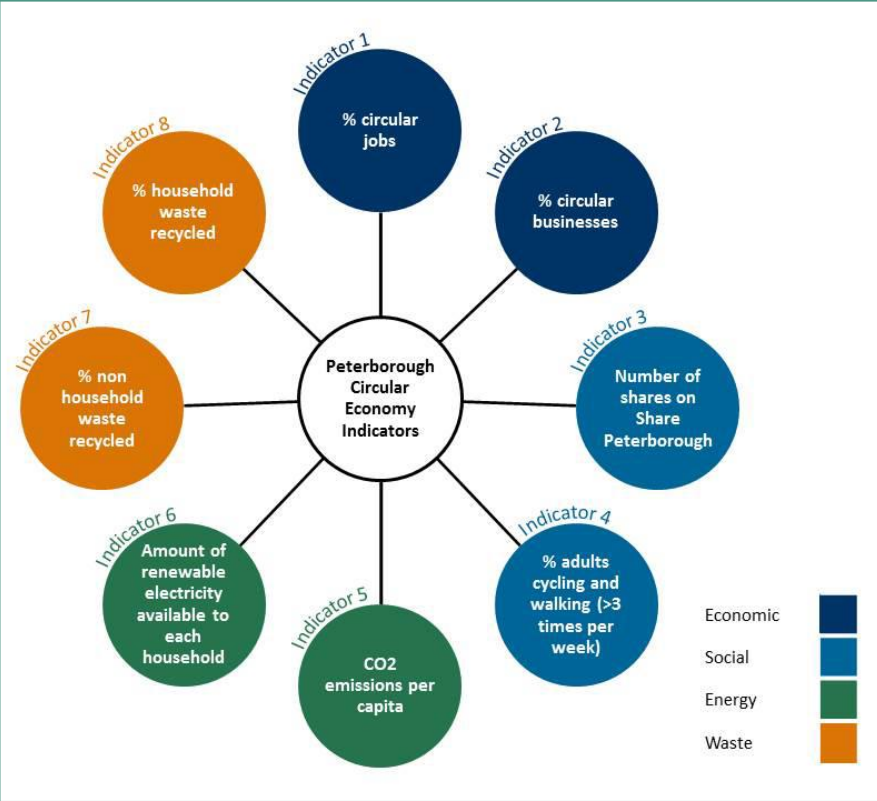 Indicator 1
% circular
jobs
Indicator 2
% circular
businesses
Indicator 3
Number of
shares on
Share
Peterborough
Indicator 4
% adults
cycling and
walking (>3
times per
week)
Indicator 5
CO2
emissions per
capita
Indicator 6
Amount of
renewable
electricity
available to
each
household
Indicator 7
% non
household
waste
recycled
Indicator 8
% household
waste
recycled
Peterborough
Circular
Economy
Indicators
Economic
Social
Energy
Waste